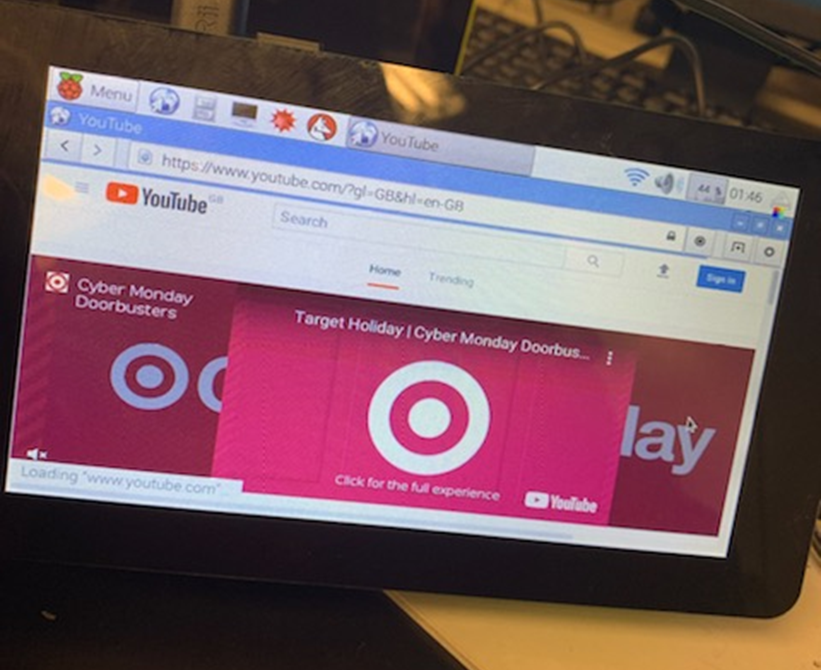 Menu
YouTube
44 %
01:46
YouTube
https://www.youtube.com/?gl=GB&hl=en-GB
YouTube GB
Search
Home
Trending
Sign in
Cyber Monday
Doorbusters
Target Holiday | Cyber Monday Doorbus...
lay
Click for the full experience
YouTube
Loading "www.youtube.com"...